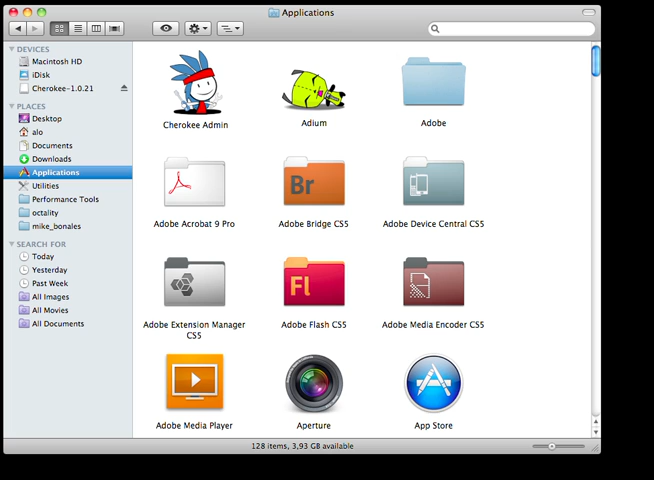 Applications
DEVICES
Macintosh HD
iDisk
Cherokee-1.0.21
PLACES
Desktop
alo
Documents
Downloads
Applications
Utilities
Performance Tools
octality
mike_bonales
SEARCH FOR
Today
Yesterday
Past Week
All Images
All Movies
All Documents
Cherokee Admin
Adium
Adobe
Adobe Acrobat 9 Pro
Br
Adobe Bridge CS5
Adobe Device Central CS5
Adobe Extension Manager
CS5
Fl
Adobe Flash CS5
Adobe Media Encoder CS5
Adobe Media Player
Aperture
App Store
128 items, 3,93 GB available